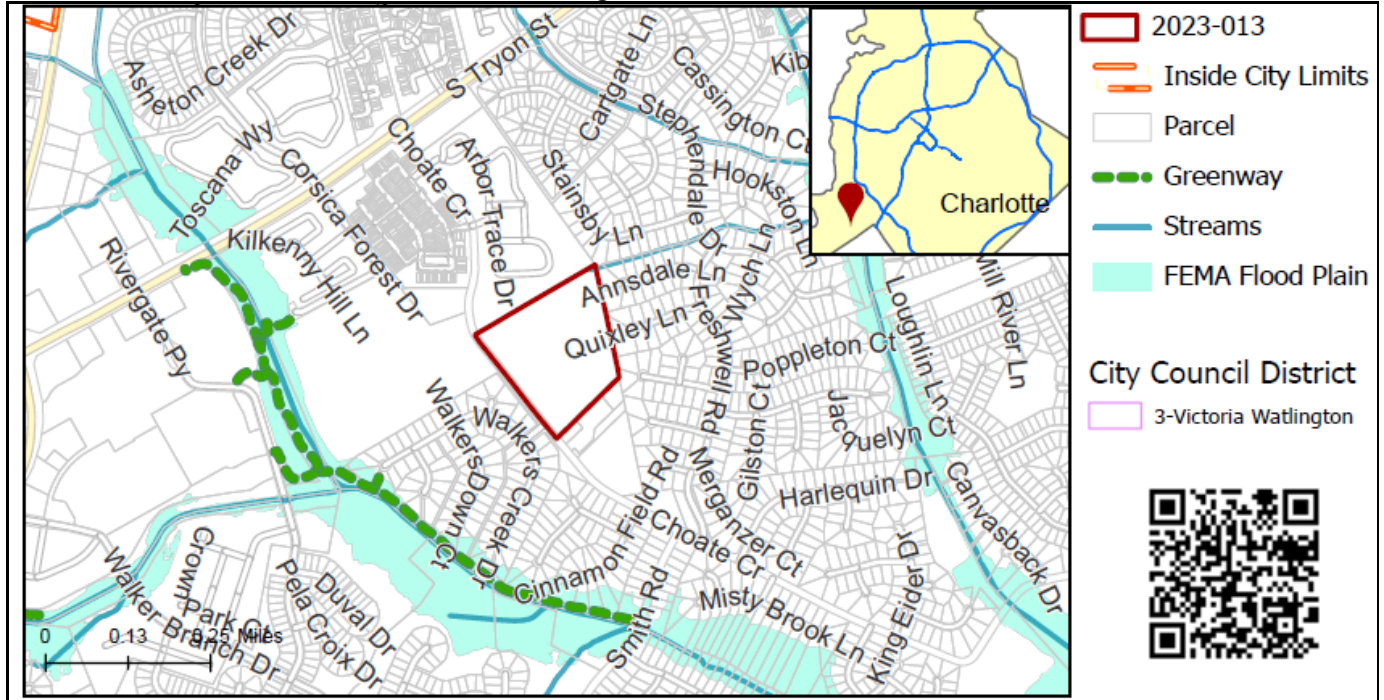 Asheton Creek Dr
S Tryon St
Cartgate Ln
Cassington Ct
Kib
Toscana Wy
Corsica Forest Dr
Choate Cr
Arbor Trace Dr
Stainsby Ln
Stephendale Dr
Hookston Ln
Rivergate Py
Kilkenny Hill Ln
Annsdale Ln
Quixley Ln
Freshwell Rd
Wych Ln
Poppleton Ct
Loughlin Ln
Mill River Ln
Walkers Down Ct
Walkers Creek Dr
Cinnamon Field Rd
Merganzer Ct
Gilston Ct
Jacquelyn Ct
Harlequin Dr
Canvasback Dr
Choate Cr
Misty Brook Ln
King Eider Dr
Smith Rd
Crown Park Ct
Walker Branch Dr
Pela Croix Dr
Duval Dr
0 0.13 0.25 Miles
Charlotte
2023-013
Inside City Limits
Parcel
Greenway
Streams
FEMA Flood Plain
City Council District
3-Victoria Watlington